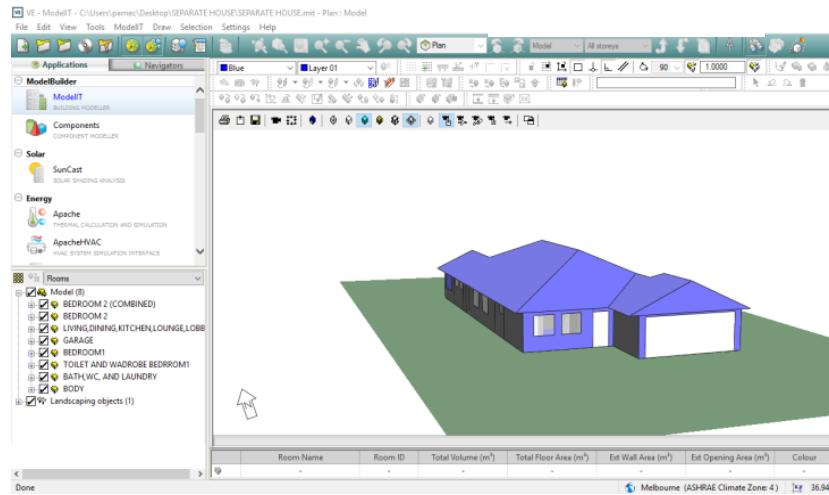 VE - ModelIT - C:\Users\pamec\Desktop\SEPARATE HOUSE\SEPARATE HOUSE.mit - Plan : Model
File Edit View Tools ModelIT Draw Selection Settings Help
Plan Model All storeys
Applications Navigators
Blue Layer 01 90 1.0000
ModelBuilder
ModelIT
BUILDING MODELLER
Components
COMPONENT MODELLER
Solar
SunCast
SOLAR SHADING ANALYSIS
Energy
Apache
THERMAL CALCULATION AND SIMULATION
ApacheHVAC
HVAC SYSTEM SIMULATION INTERFACE
Rooms
Model (8)
BEDROOM 2 (COMBINED)
BEDROOM 2
LIVING,DINING,KITCHEN,LOUNGE,LOBB
GARAGE
BEDROOM1
TOILET AND WADROBE BEDRROM1
BATH,WC, AND LAUNDRY
BODY
Landscaping objects (1)
N
Room Name Room ID Total Volume (m³) Total Floor Area (m²) Ext Wall Area (m²) Ext Opening Area (m²) Colour
- - - - - - -
Done Melbourne (ASHRAE Climate Zone: 4) 36.94